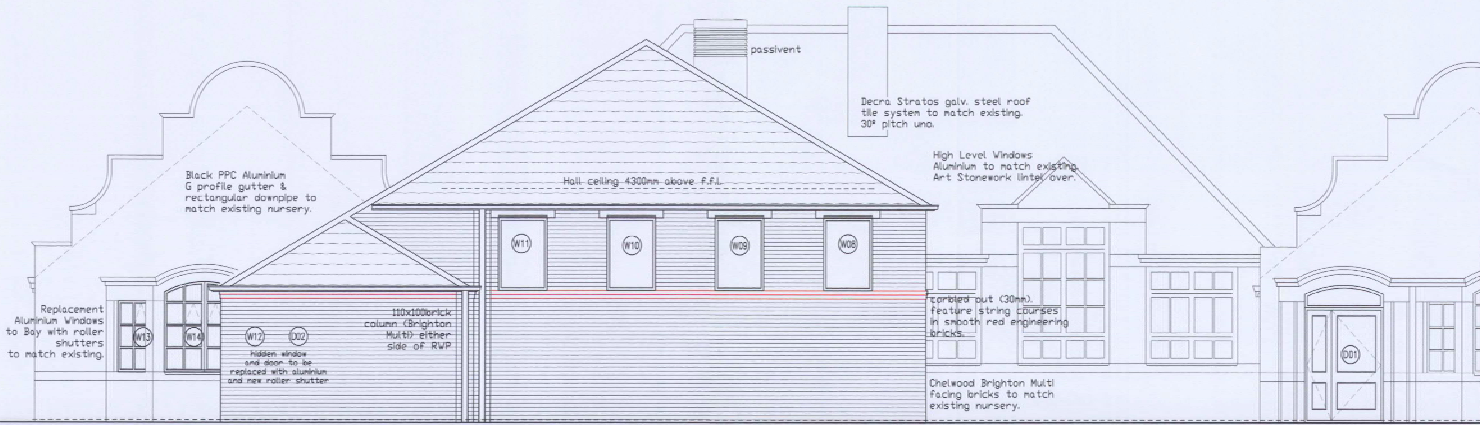 passivent
Decra Stratos galv. steel roof
tile system to match existing.
30° pitch uno.
High Level Windows
Aluminium to match existing.
Art Stonework lintel over.
Black PPC Aluminium
G profile gutter &
rectangular downpipe to
match existing nursery.
Hall ceiling 4300mm above F.F.L
W11
W10
W09
W08
Replacement
Aluminium Windows
to Bay with roller
shutters
to match existing.
W13
W14
W12
D02
hidden window
and door to be
replaced with aluminium
and new roller shutter
110x100brick
column (Brighton
Multi) either
side of RWP
corbled out (30mm).
feature string courses
in smooth red engineering
bricks.
D01
Chelwood Brighton Multi
facing bricks to match
existing nursery.